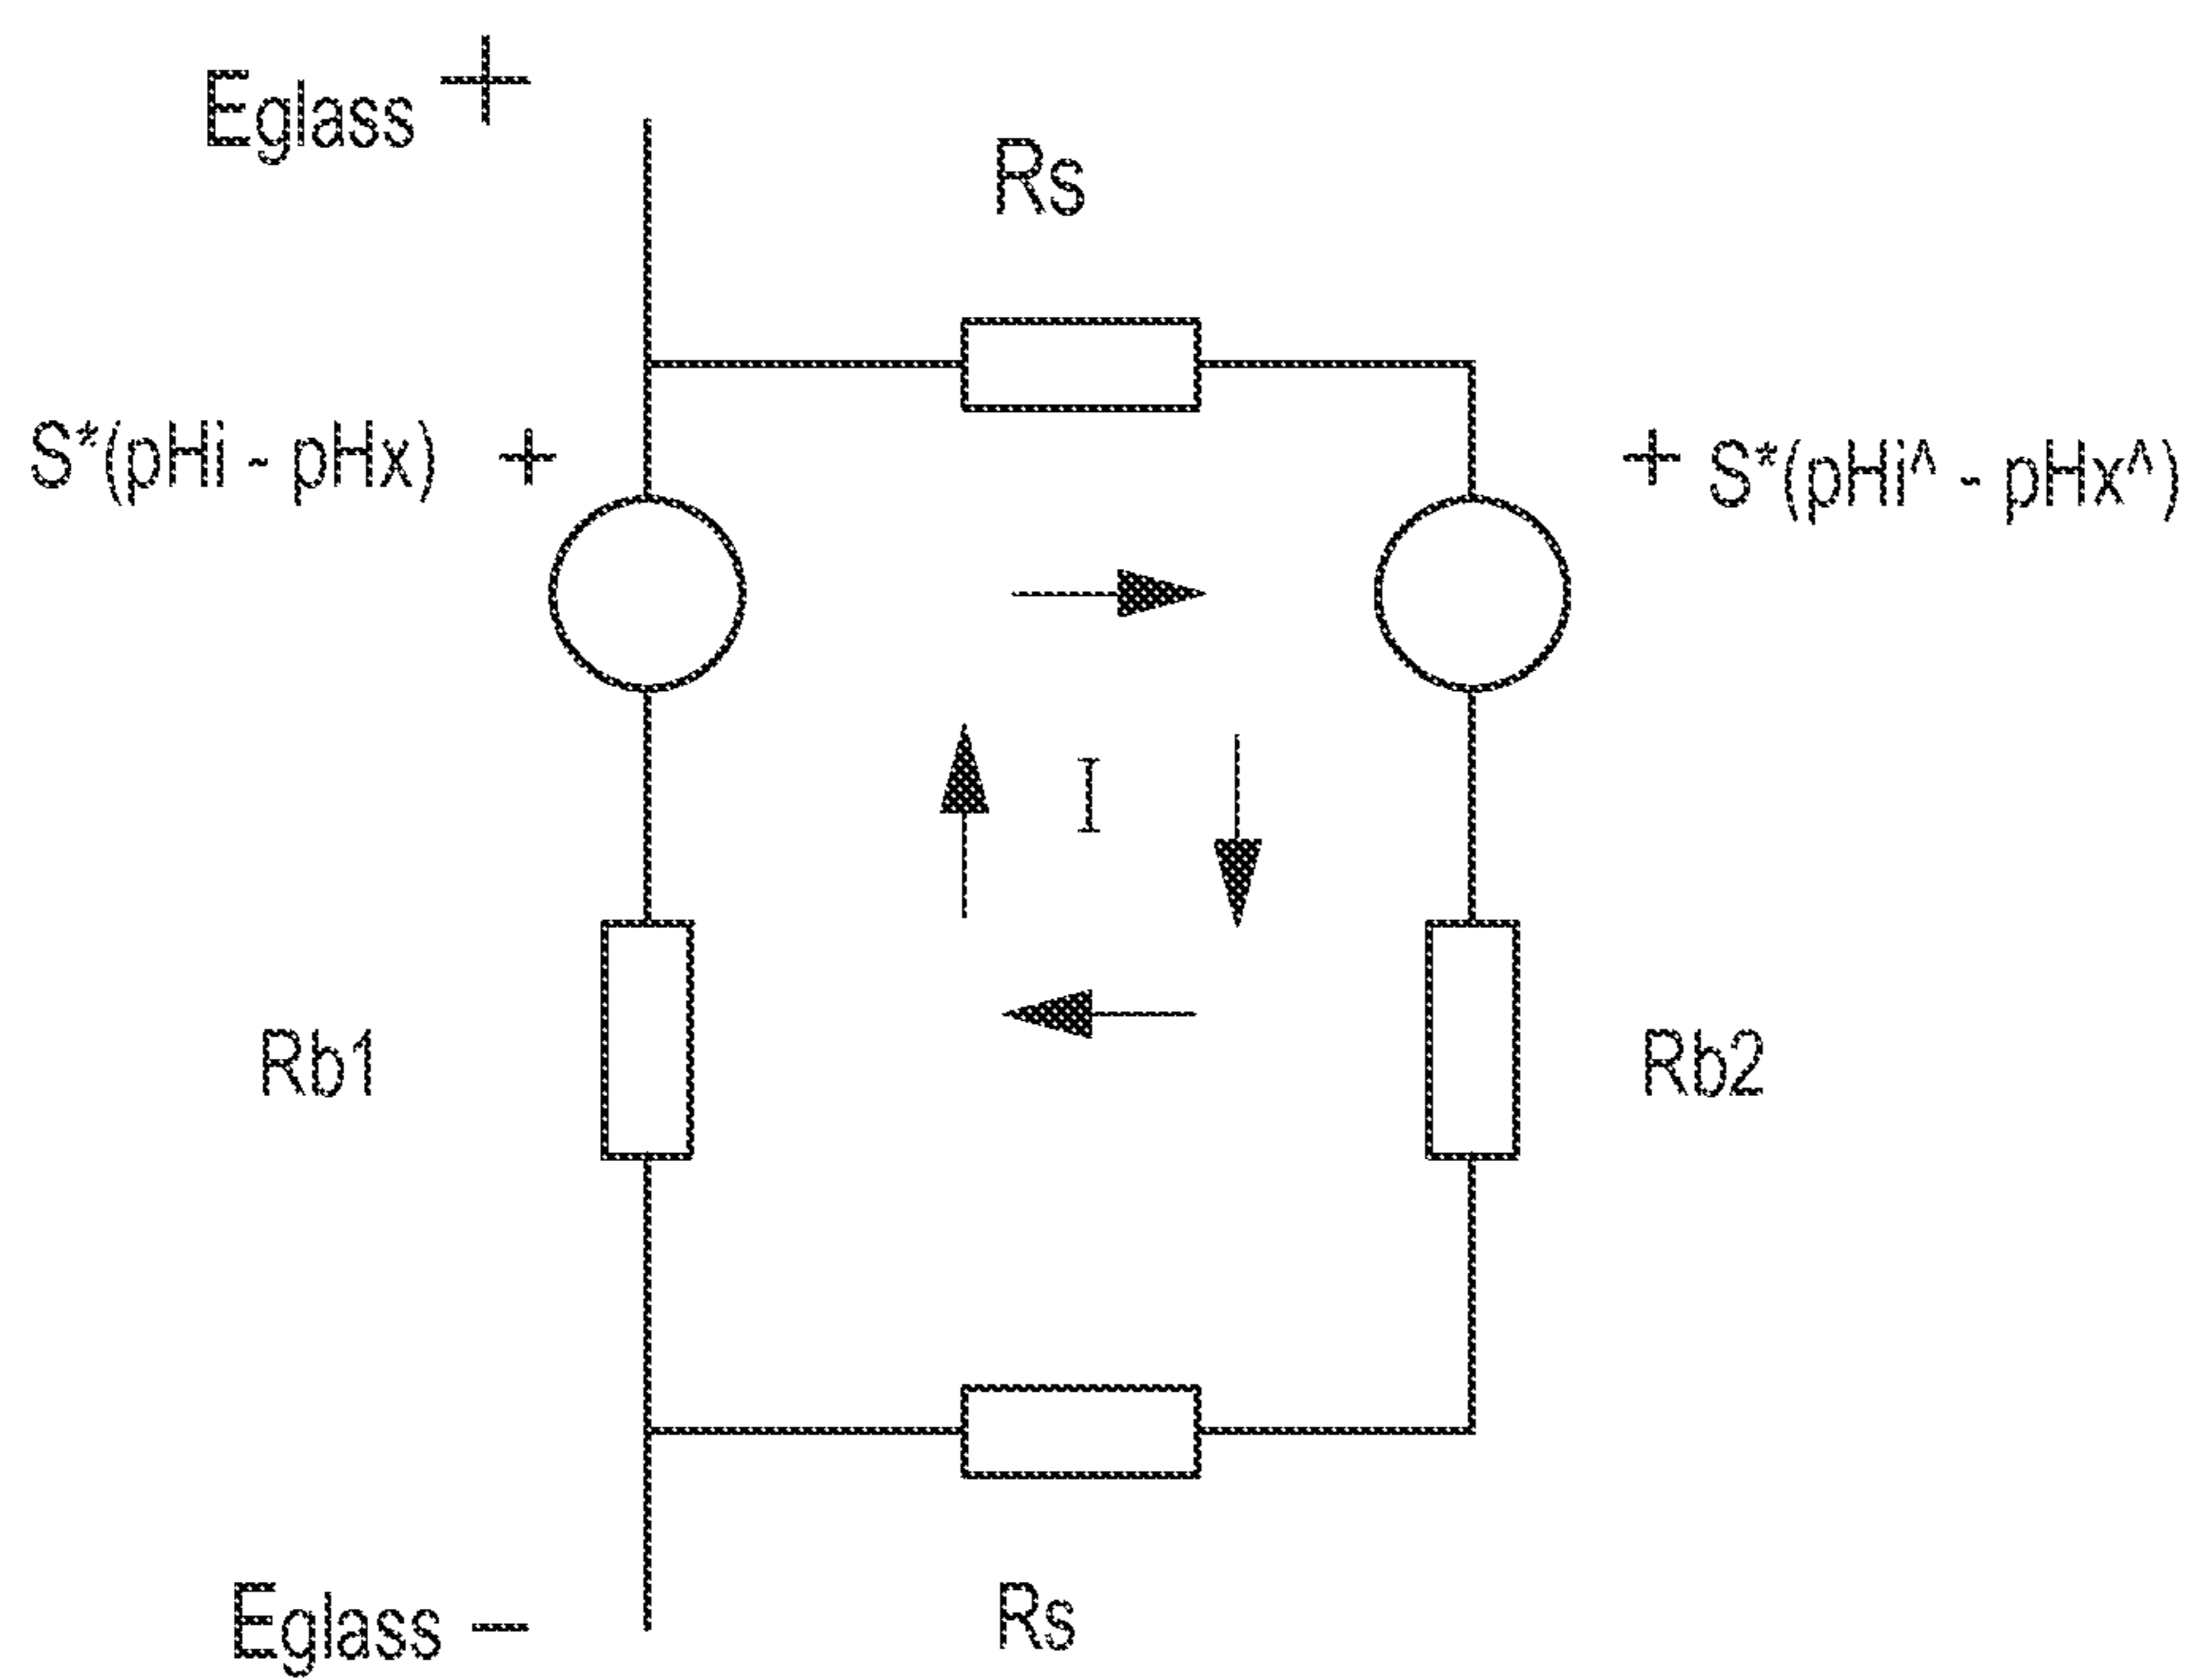 Eglass +
Rs
S*(pHi - pHx) +
+ S*(pHi^ - pHx^)
I
Rb1
Rb2
Eglass -
Rs